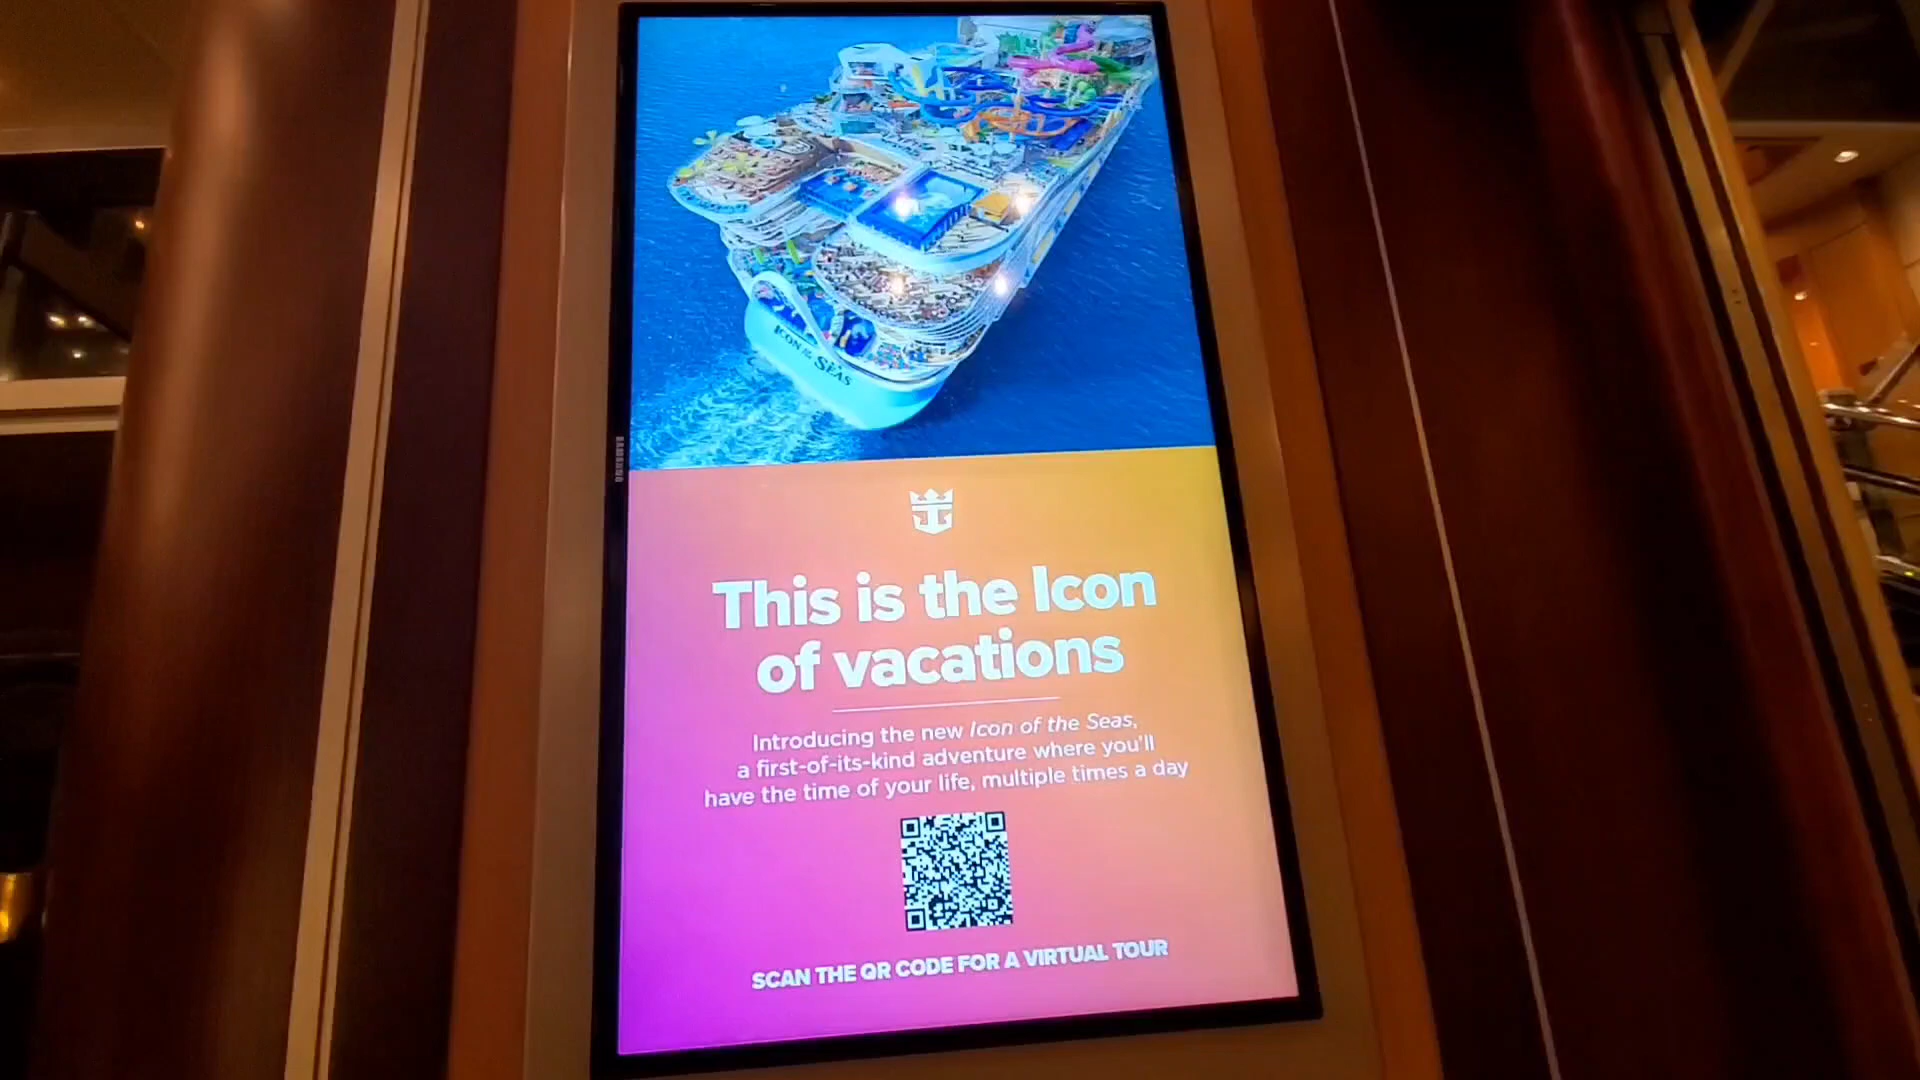 ICON OF THE SEAS
SAMSUNG
This is the Icon
of vacations
Introducing the new Icon of the Seas,
a first-of-its-kind adventure where you'll
have the time of your life, multiple times a day
SCAN THE QR CODE FOR A VIRTUAL TOUR